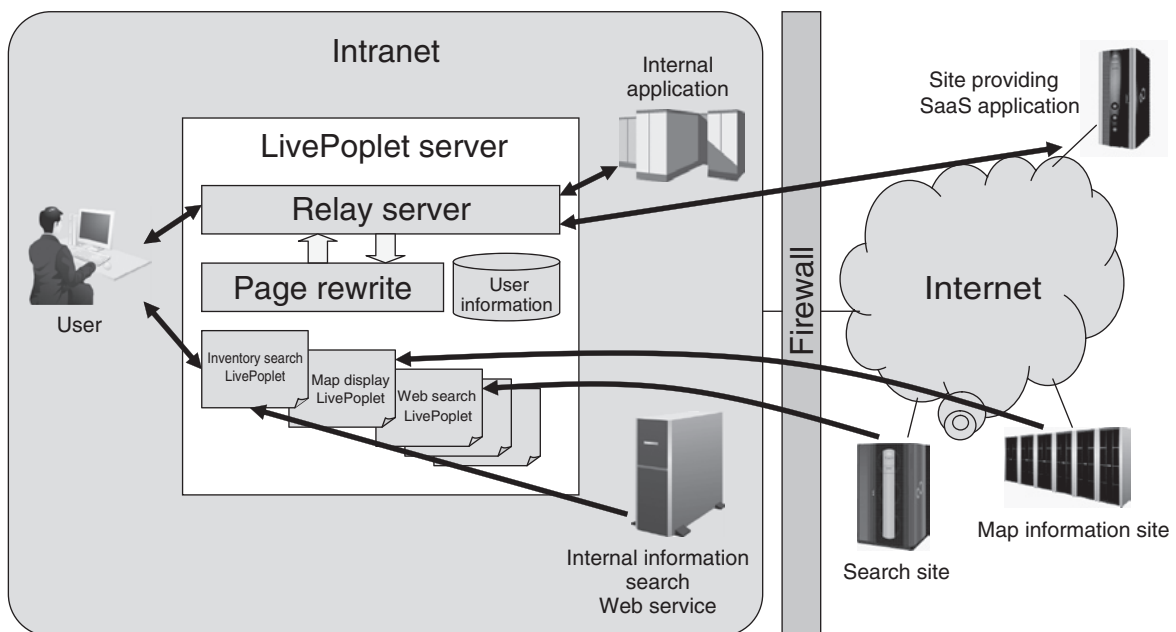 Intranet
Internal
application
Site providing
SaaS application
LivePoplet server
Relay server
Page rewrite
User
information
User
Firewall
Internet
Inventory search
LivePoplet
Map display
LivePoplet
Web search
LivePoplet
Internal information
search
Web service
Search site
Map information site